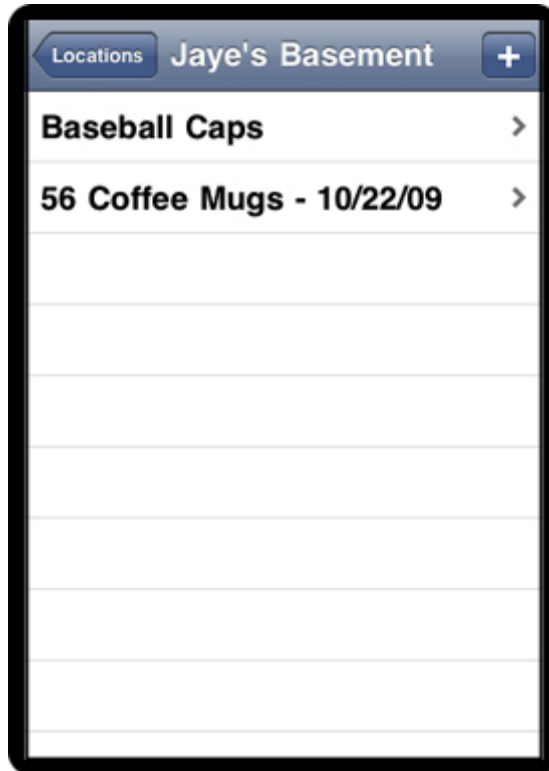 Locations Jaye's Basement +
Baseball Caps
56 Coffee Mugs - 10/22/09